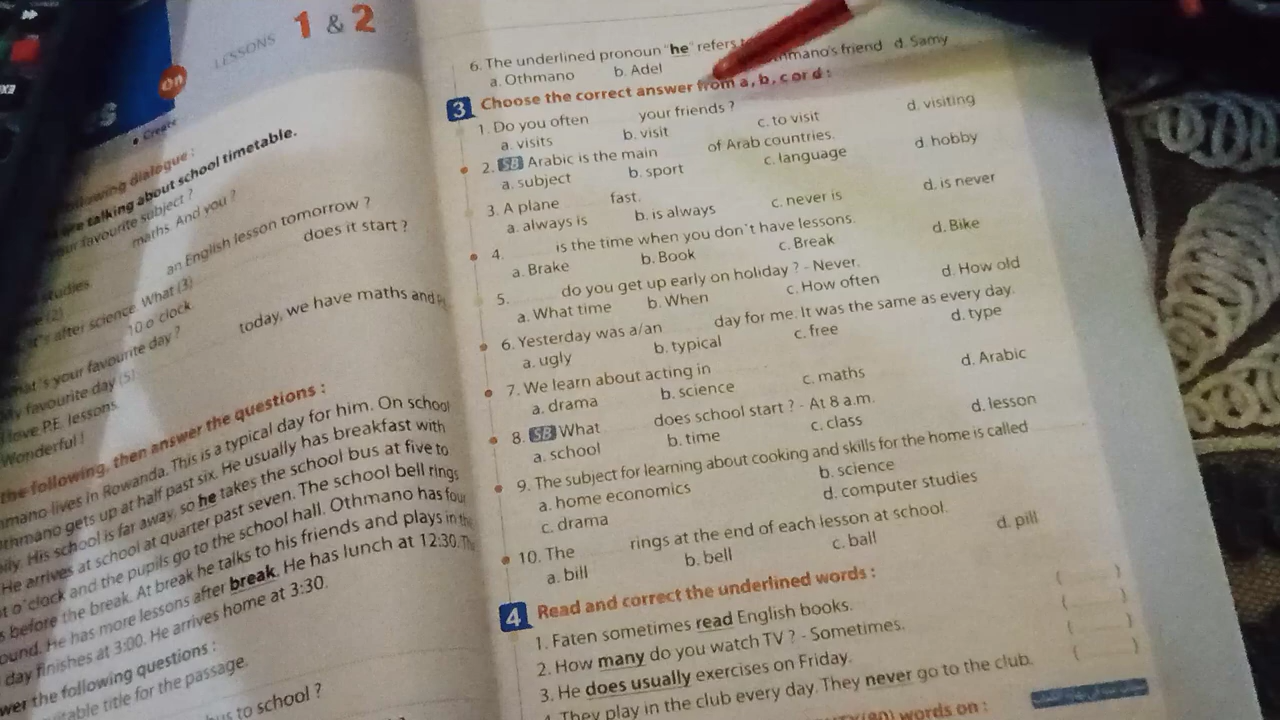 LESSONS 1 & 2
On
• Create
following dialogue :
are talking about school timetable.
favourite subject ?
maths. And you ?
an English lesson tomorrow ?
does it start ?
studies.
(2)
after science. What (3)
10 o'clock.
your favourite day ?
today, we have maths and
favourite day (5)
love P.E. lessons.
Wonderful !
the following, then answer the questions :
lives in Rowanda. This is a typical day for him. On school
gets up at half past six. He usually has breakfast with
His school is far away, so he takes the school bus at five to
He arrives at school at quarter past seven. The school bell rings
o'clock and the pupils go to the school hall. Othmano has four
before the break. At break he talks to his friends and plays in the
He has more lessons after break. He has lunch at 12:30. The
day finishes at 3:00. He arrives home at 3:30.
the following questions :
title for the passage.
to school ?
6. The underlined pronoun "he" refers
a. Othmano b. Adel friend d. Samy
3 Choose the correct answer from a, b, c or d :
1. Do you often your friends ?
a. visits b. visit c. to visit d. visiting
2. SB Arabic is the main of Arab countries.
a. subject b. sport c. language d. hobby
3. A plane fast.
a. always is b. is always c. never is d. is never
4. is the time when you don't have lessons.
a. Brake b. Book c. Break d. Bike
5. do you get up early on holiday ? - Never.
a. What time b. When c. How often d. How old
6. Yesterday was a/an day for me. It was the same as every day.
a. ugly b. typical c. free d. type
7. We learn about acting in
a. drama b. science c. maths d. Arabic
8. SB What does school start ? - At 8 a.m.
a. school b. time c. class d. lesson
9. The subject for learning about cooking and skills for the home is called
a. home economics b. science
c. drama d. computer studies
10. The rings at the end of each lesson at school.
a. bill b. bell c. ball d. pill
4 Read and correct the underlined words :
1. Faten sometimes read English books. ( )
2. How many do you watch TV ? - Sometimes. ( )
3. He does usually exercises on Friday. ( )
4. They play in the club every day. They never go to the club. ( )
words on :